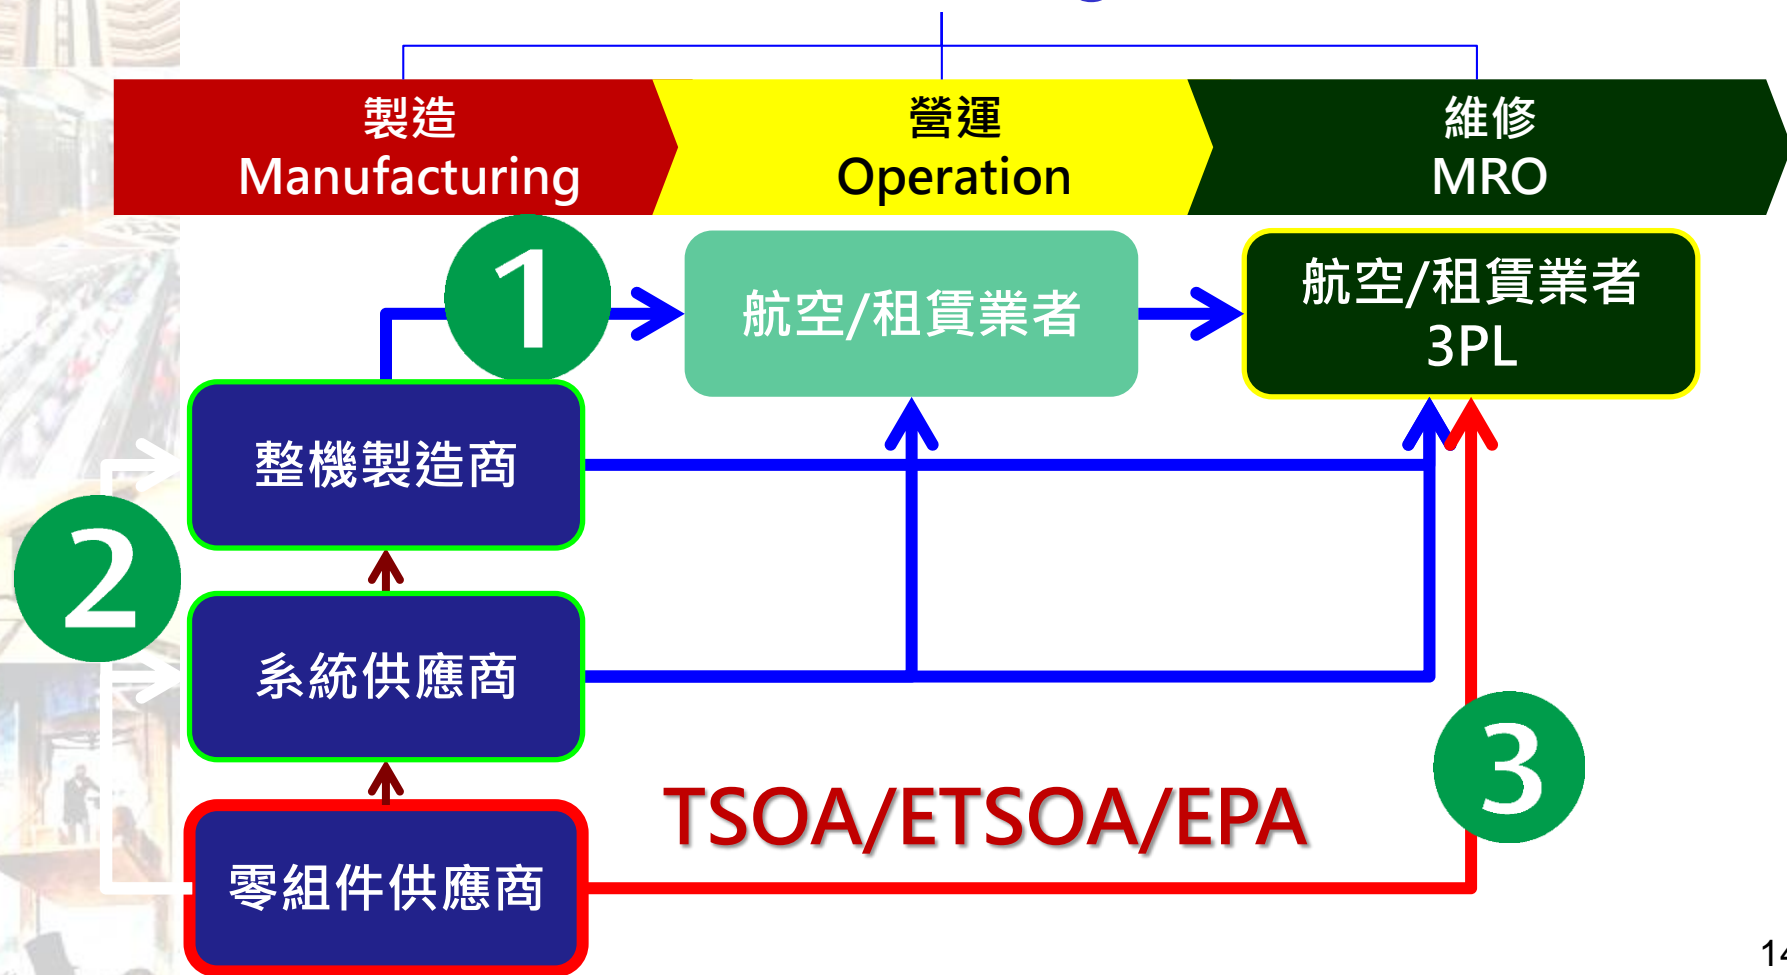 製造
Manufacturing
營運
Operation
維修
MRO
1
航空/租賃業者
航空/租賃業者
3PL
整機製造商
2
系統供應商
3
TSOA/ETSOA/EPA
零組件供應商
14